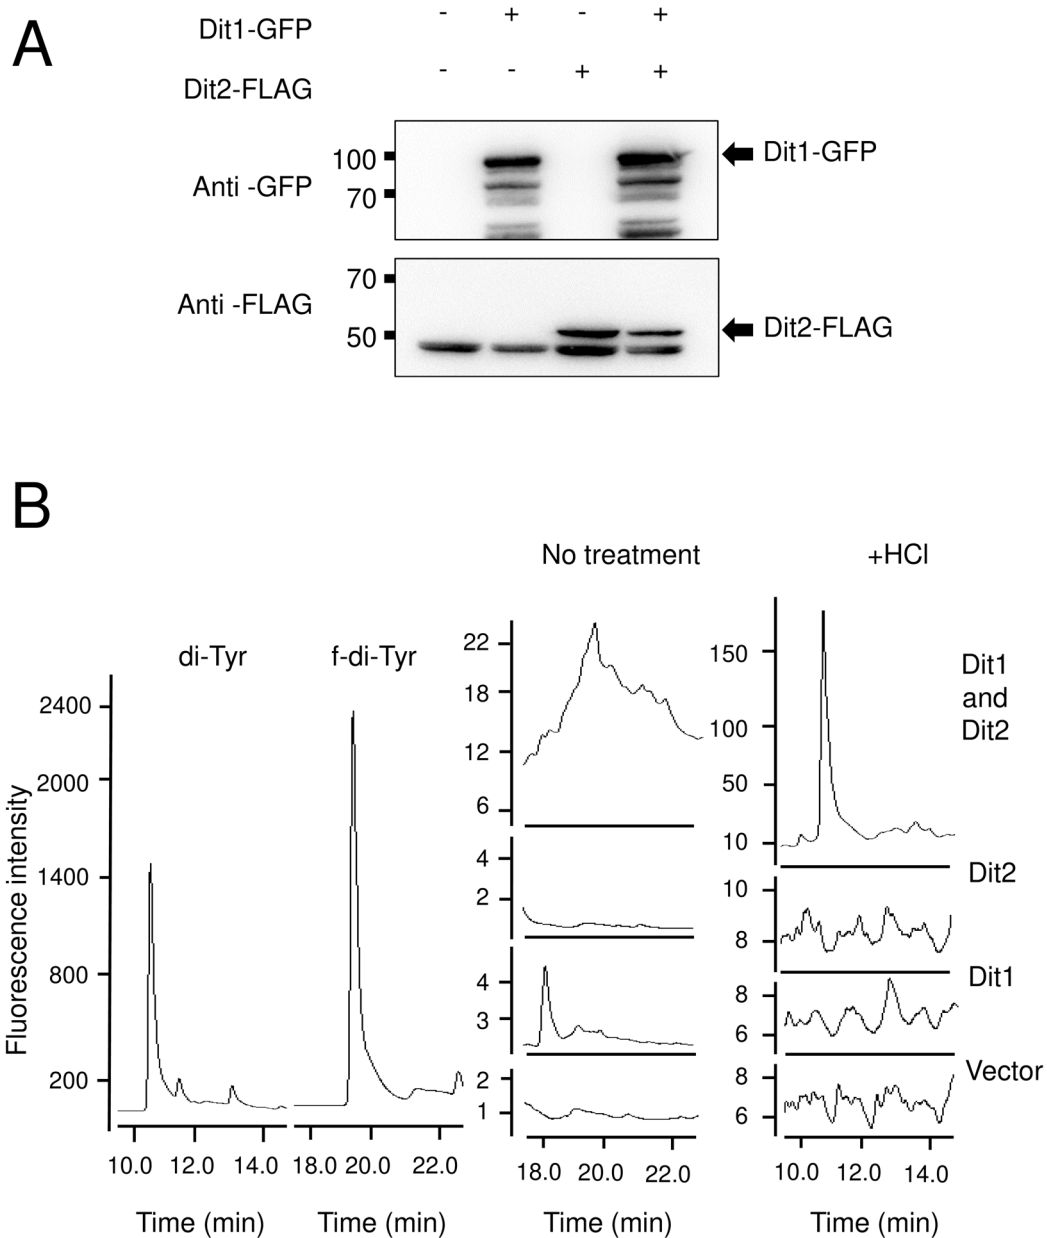 A
Dit1-GFP - + - +
Dit2-FLAG - - + +
Anti -GFP
100
70
Dit1-GFP
Anti -FLAG
70
50
Dit2-FLAG
B
No treatment
+HCl
di-Tyr
f-di-Tyr
Fluorescence intensity
2400
2000
1400
800
200
10.0 12.0 14.0
18.0 20.0 22.0
Time (min)
Time (min)
22
18
12
6
4
2
4
3
2
1
18.0 20.0 22.0
Time (min)
150
100
50
10
10
8
8
6
8
6
10.0 12.0 14.0
Time (min)
Dit1
and
Dit2
Dit2
Dit1
Vector